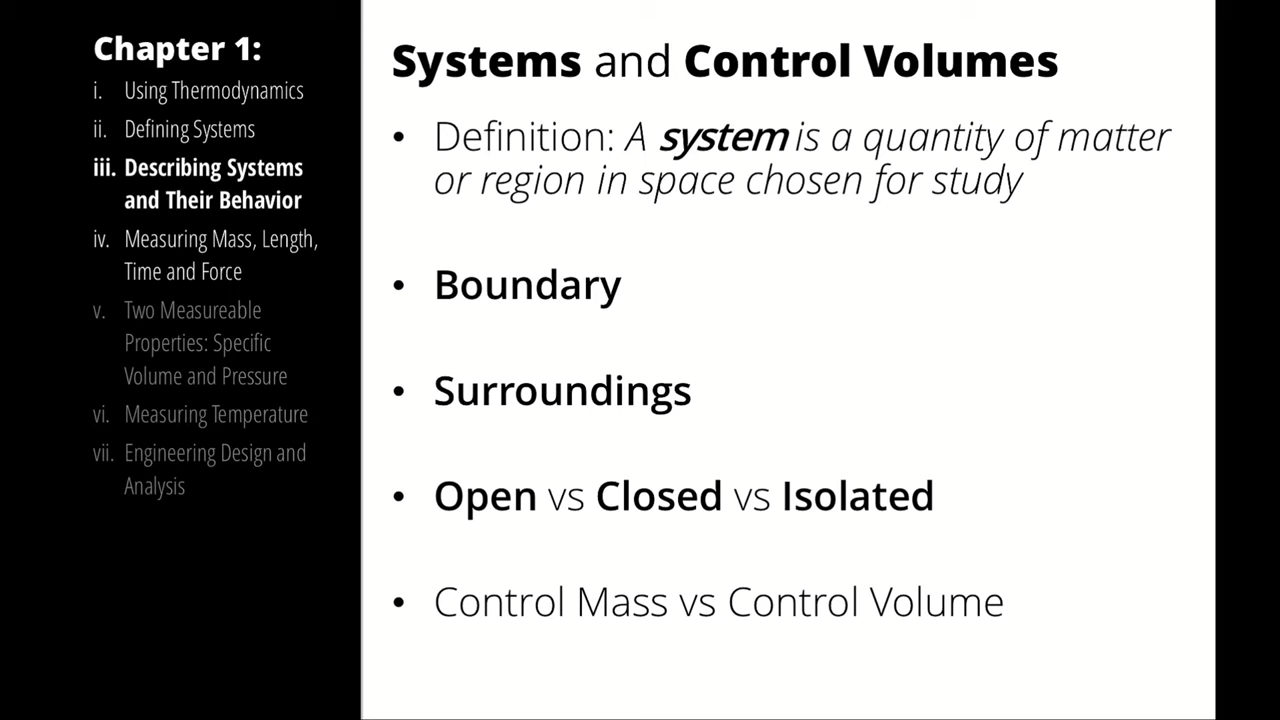 Chapter 1:
i. Using Thermodynamics
ii. Defining Systems
iii. Describing Systems
and Their Behavior
iv. Measuring Mass, Length,
Time and Force
v. Two Measureable
Properties: Specific
Volume and Pressure
vi. Measuring Temperature
vii. Engineering Design and
Analysis
Systems and Control Volumes
• Definition: A system is a quantity of matter
or region in space chosen for study
• Boundary
• Surroundings
• Open vs Closed vs Isolated
• Control Mass vs Control Volume